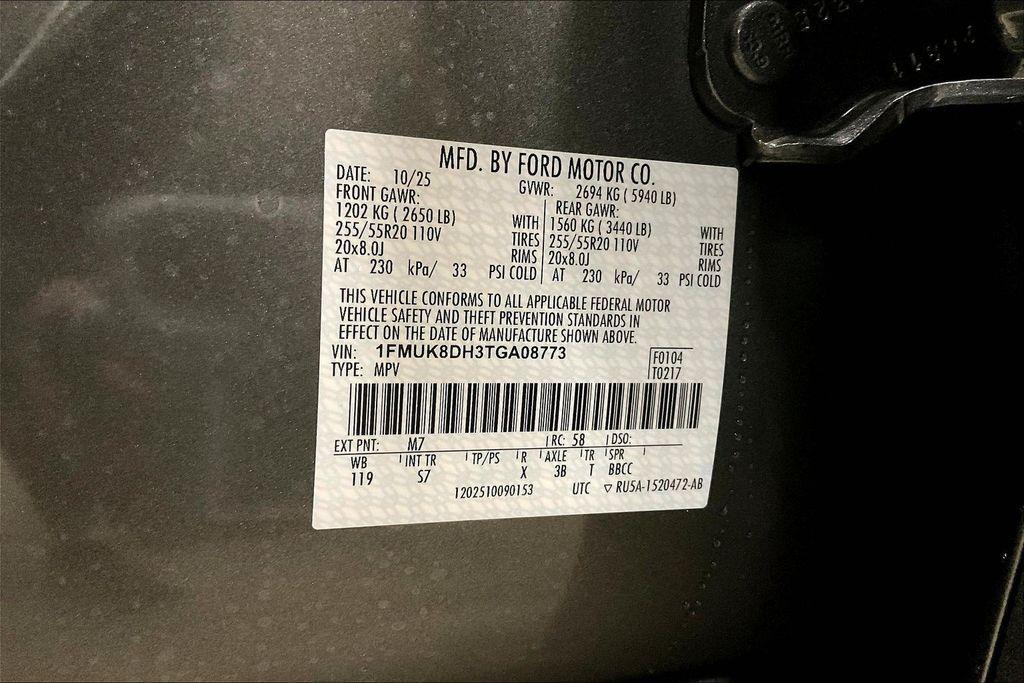 MFD. BY FORD MOTOR CO.
DATE: 10/25 GVWR: 2694 KG ( 5940 LB)
FRONT GAWR: REAR GAWR:
1202 KG ( 2650 LB) WITH 1560 KG ( 3440 LB) WITH
255/55R20 110V TIRES 255/55R20 110V TIRES
20x8.0J RIMS 20x8.0J RIMS
AT 230 kPa/ 33 PSI COLD AT 230 kPa/ 33 PSI COLD
THIS VEHICLE CONFORMS TO ALL APPLICABLE FEDERAL MOTOR
VEHICLE SAFETY AND THEFT PREVENTION STANDARDS IN
EFFECT ON THE DATE OF MANUFACTURE SHOWN ABOVE.
VIN: 1FMUK8DH3TGA08773 F0104
TYPE: MPV T0217
EXT PNT: M7 RC: 58 DSO:
WB INT TR TP/PS R AXLE TR SPR
119 S7 X 3B T BBCC
1202510090153 UTC ▽ RU5A-1520472-AB